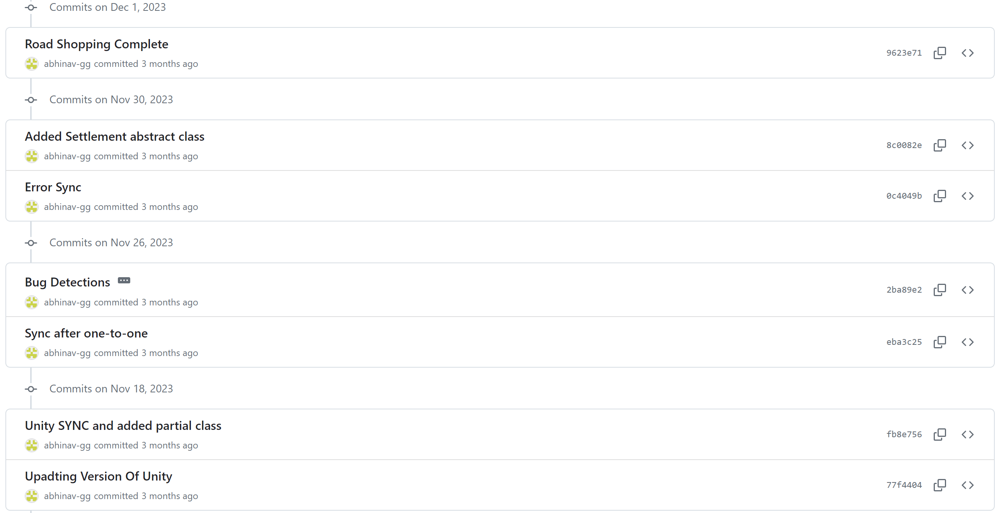 Commits on Dec 1, 2023
Road Shopping Complete
9623e71
abhinav-gg committed 3 months ago
Commits on Nov 30, 2023
Added Settlement abstract class
8c0082e
abhinav-gg committed 3 months ago
Error Sync
0c4049b
abhinav-gg committed 3 months ago
Commits on Nov 26, 2023
Bug Detections
2ba89e2
abhinav-gg committed 3 months ago
Sync after one-to-one
eba3c25
abhinav-gg committed 3 months ago
Commits on Nov 18, 2023
Unity SYNC and added partial class
fb8e756
abhinav-gg committed 3 months ago
Upadting Version Of Unity
77f4404
abhinav-gg committed 3 months ago